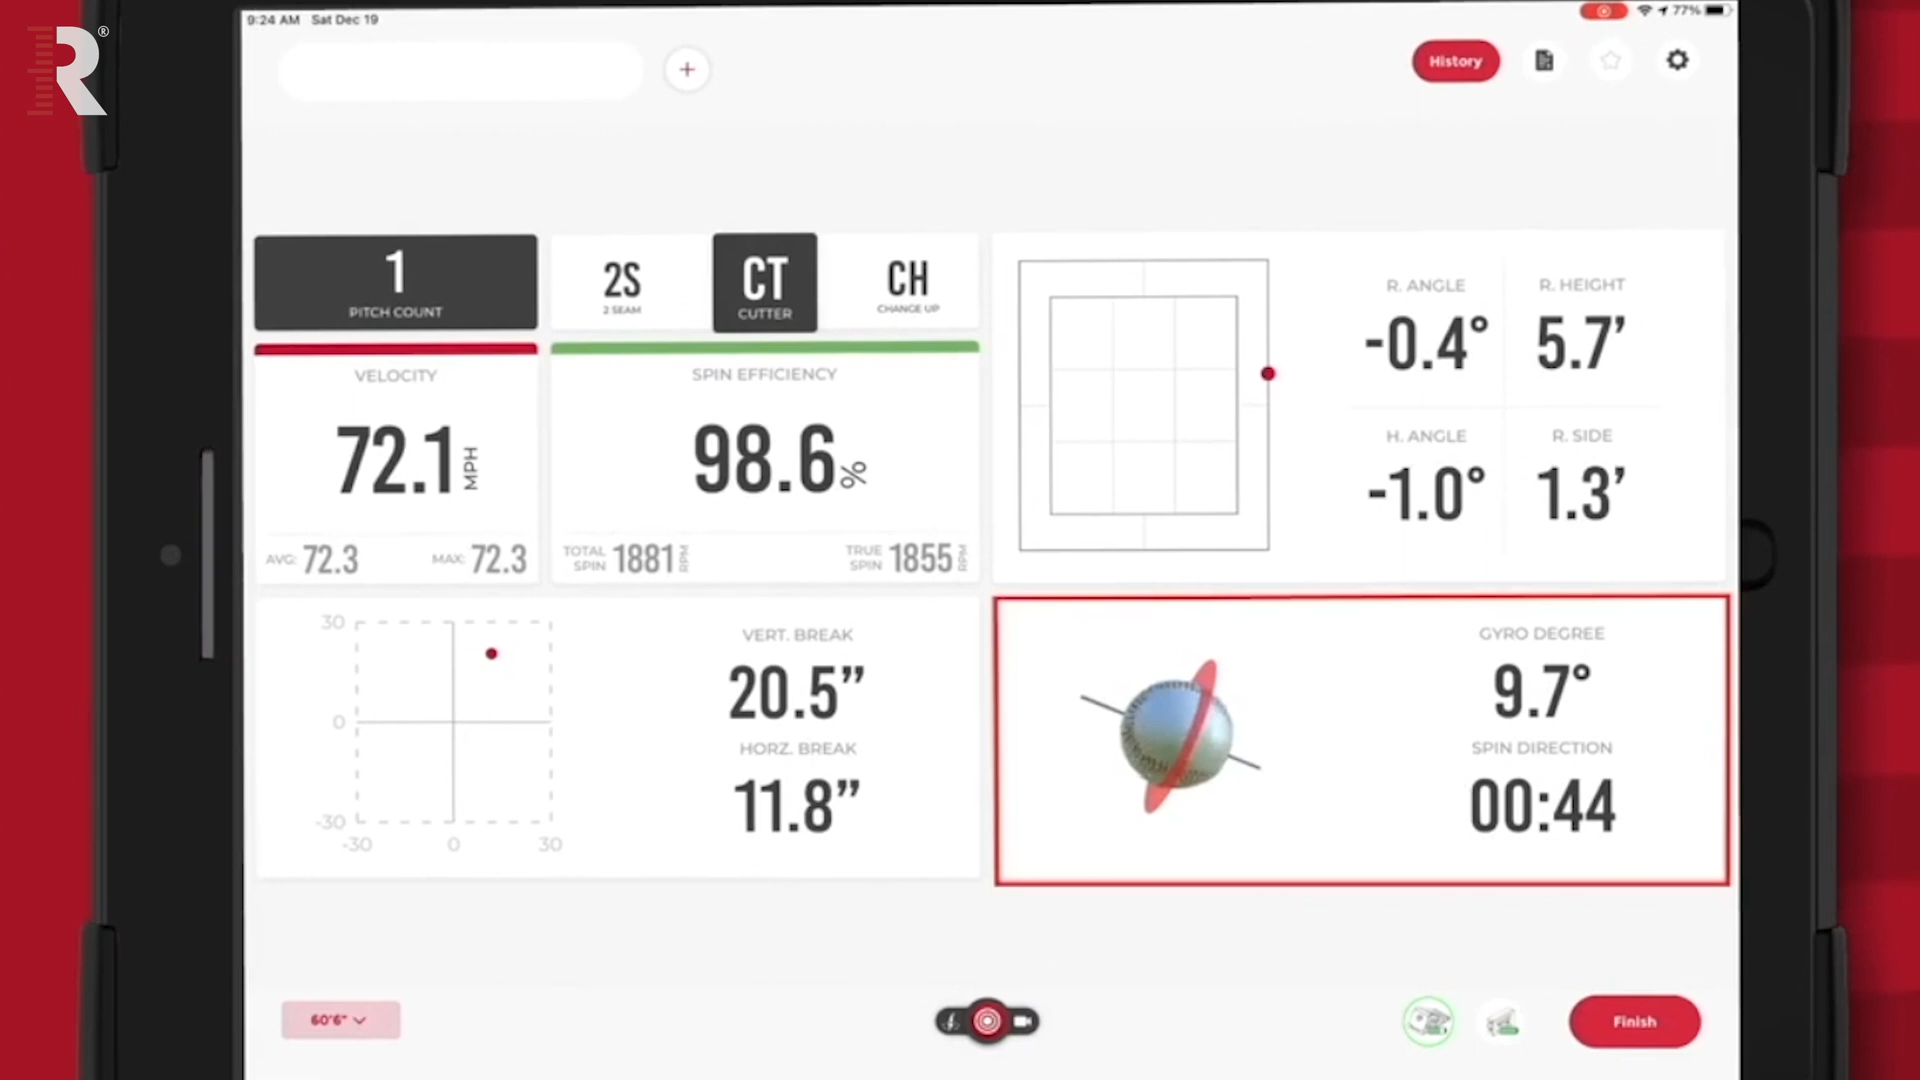 R®
9:24 AM Sat Dec 19
77%
+
History
1
PITCH COUNT
2S
2 SEAM
CT
CUTTER
CH
CHANGE UP
VELOCITY
72.1 MPH
AVG: 72.3 MAX: 72.3
SPIN EFFICIENCY
98.6%
TOTAL SPIN 1881 RPM
TRUE SPIN 1855 RPM
R. ANGLE
-0.4°
R. HEIGHT
5.7’
H. ANGLE
-1.0°
R. SIDE
1.3’
30
0
-30
-30 0 30
VERT. BREAK
20.5”
HORZ. BREAK
11.8”
GYRO DEGREE
9.7°
SPIN DIRECTION
00:44
60'6"
Finish